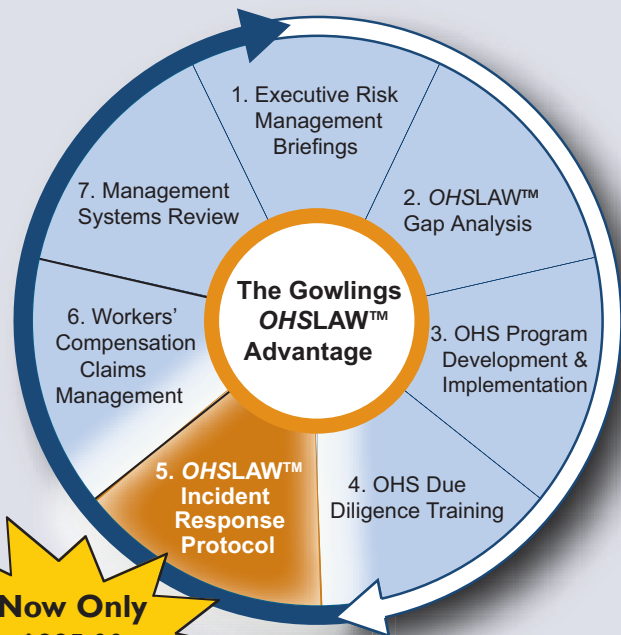 1. Executive Risk
Management
Briefings
2. OHSLAW™
Gap Analysis
3. OHS Program
Development &
Implementation
4. OHS Due
Diligence Training
5. OHSLAW™
Incident
Response
Protocol
6. Workers'
Compensation
Claims
Management
7. Management
Systems Review
The Gowlings
OHSLAW™
Advantage
Now Only